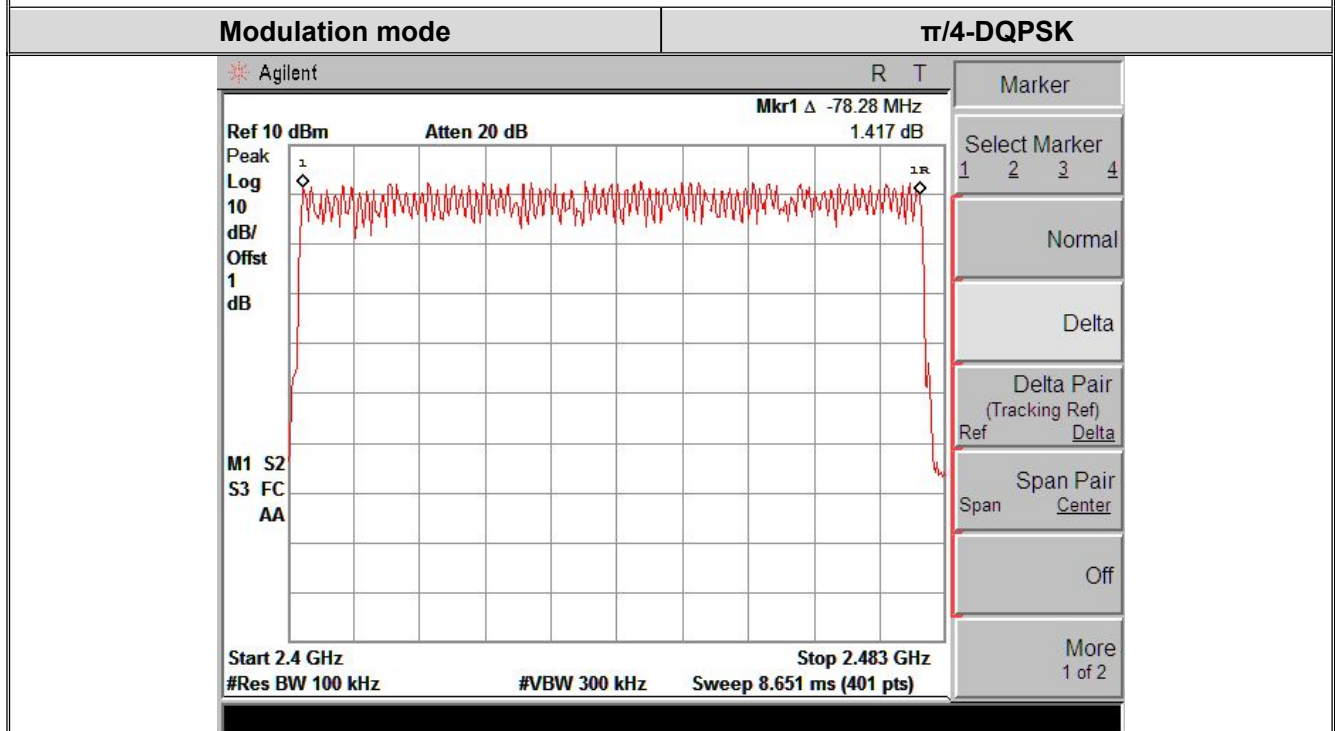 Modulation mode π/4-DQPSK
Agilent R T
Mkr1 Δ -78.28 MHz
Ref 10 dBm Atten 20 dB 1.417 dB
Peak
Log
10
dB/
Offst
1
dB
1
1R
M1 S2
S3 FC
AA
Start 2.4 GHz Stop 2.483 GHz
#Res BW 100 kHz #VBW 300 kHz Sweep 8.651 ms (401 pts)
Marker
Select Marker
1 2 3 4
Normal
Delta
Delta Pair
(Tracking Ref)
Ref Delta
Span Pair
Span Center
Off
More
1 of 2